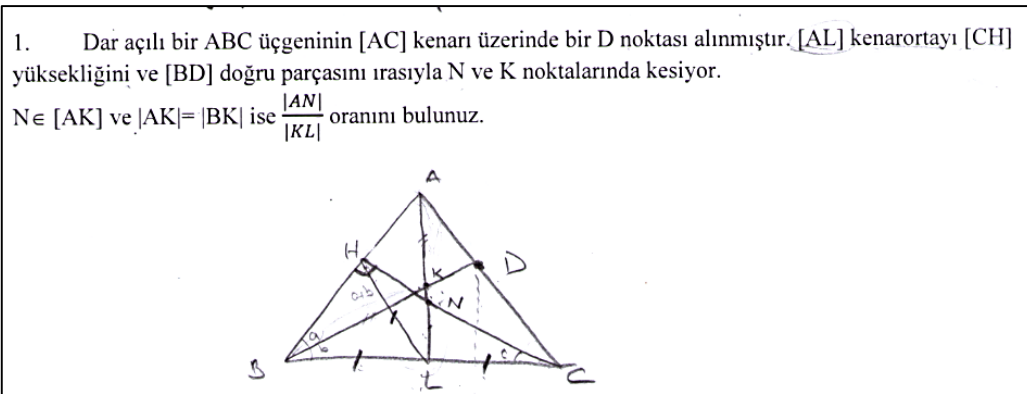 1. Dar açılı bir ABC üçgeninin [AC] kenarı üzerinde bir D noktası alınmıştır. [AL] kenarortayı [CH]
yüksekliğini ve [BD] doğru parçasını ırasıyla N ve K noktalarında kesiyor.
N∈ [AK] ve |AK|= |BK| ise |AN|/|KL| oranını bulunuz.
A
H
D
K
a+b
N
a
b
c
B
L
C